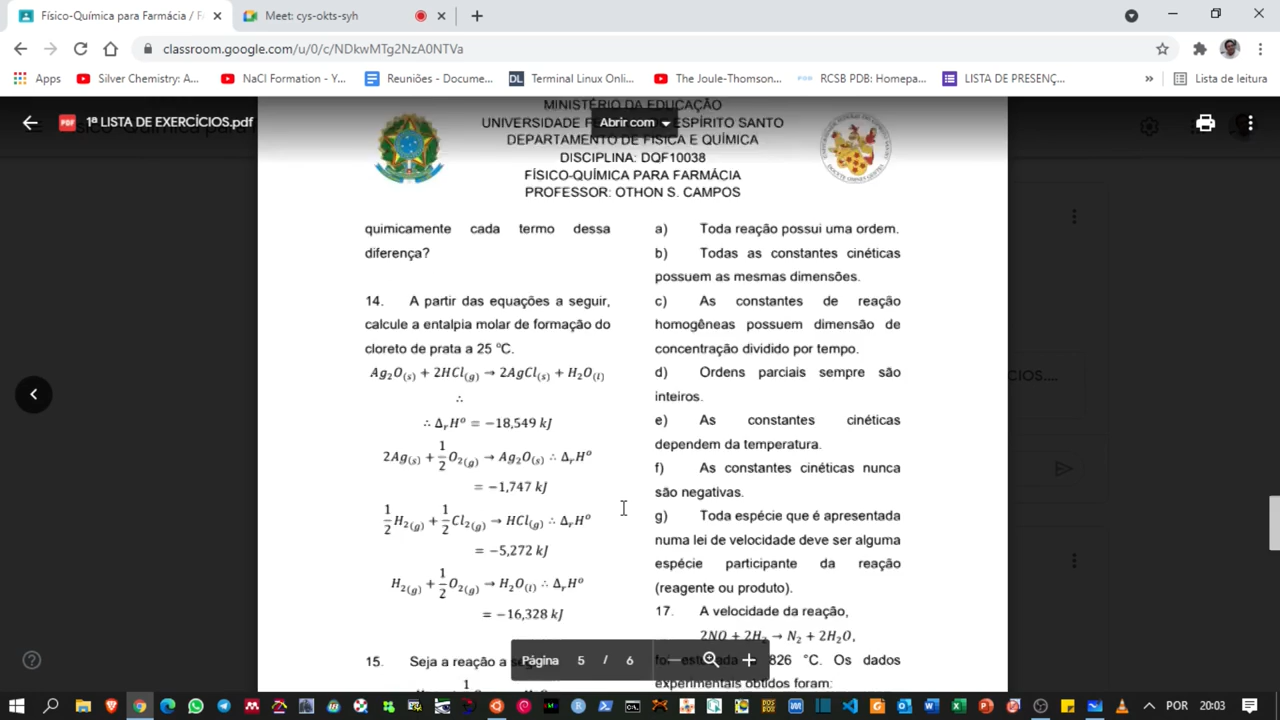 Físico-Química para Farmácia / F
Meet: cys-okts-syh
classroom.google.com/u/0/c/NDkwMTg2NzA0NTVa
Apps
Silver Chemistry: A...
NaCl Formation - Y...
Reuniões - Docume...
Terminal Linux Onli...
The Joule-Thomson...
RCSB PDB: Homepa...
LISTA DE PRESENÇ...
Lista de leitura
1ª LISTA DE EXERCÍCIOS.pdf
Abrir com
MINISTÉRIO DA EDUCAÇÃO
UNIVERSIDADE ESPÍRITO SANTO
DEPARTAMENTO DE FÍSICA E QUÍMICA
DISCIPLINA: DQF10038
FÍSICO-QUÍMICA PARA FARMÁCIA
PROFESSOR: OTHON S. CAMPOS
quimicamente cada termo dessa
diferença?
14. A partir das equações a seguir,
calcule a entalpia molar de formação do
cloreto de prata a 25 °C.
Ag₂O(s) + 2HCl(g) → 2AgCl(s) + H₂O(l)
∴
∴ ΔrH° = −18,549 kJ
2Ag(s) + 1/2 O₂(g) → Ag₂O(s) ∴ ΔrH°
= −1,747 kJ
1/2 H₂(g) + 1/2 Cl₂(g) → HCl(g) ∴ ΔrH°
= −5,272 kJ
H₂(g) + 1/2 O₂(g) → H₂O(l) ∴ ΔrH°
= −16,328 kJ
15. Seja a reação a
a) Toda reação possui uma ordem.
b) Todas as constantes cinéticas
possuem as mesmas dimensões.
c) As constantes de reação
homogêneas possuem dimensão de
concentração dividido por tempo.
d) Ordens parciais sempre são
inteiros.
e) As constantes cinéticas
dependem da temperatura.
f) As constantes cinéticas nunca
são negativas.
g) Toda espécie que é apresentada
numa lei de velocidade deve ser alguma
espécie participante da reação
(reagente ou produto).
17. A velocidade da reação,
2NO + 2H₂ → N₂ + 2H₂O,
826 °C. Os dados
experimentais obtidos foram:
Página 5 / 6
CIOS....
POR
20:03